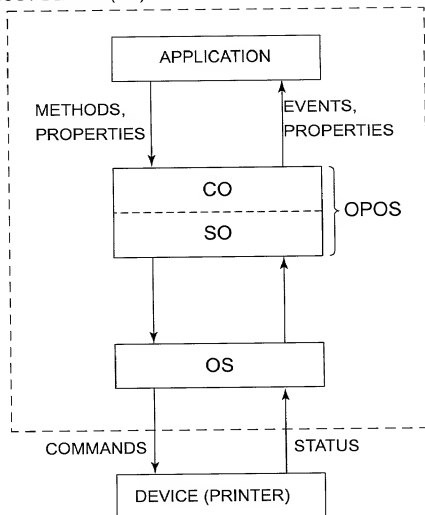 APPLICATION
METHODS,
PROPERTIES
EVENTS,
PROPERTIES
CO
SO
OPOS
OS
COMMANDS
STATUS
DEVICE (PRINTER)